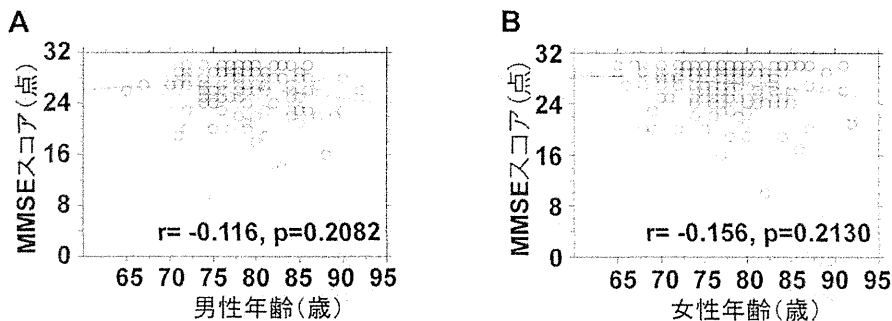 A
MMSEスコア(点)
32
24
16
8
0
r= -0.116, p=0.2082
65 70 75 80 85 90 95
男性年齢(歳)
B
MMSEスコア(点)
32
24
16
8
0
r= -0.156, p=0.2130
65 70 75 80 85 90 95
女性年齢(歳)